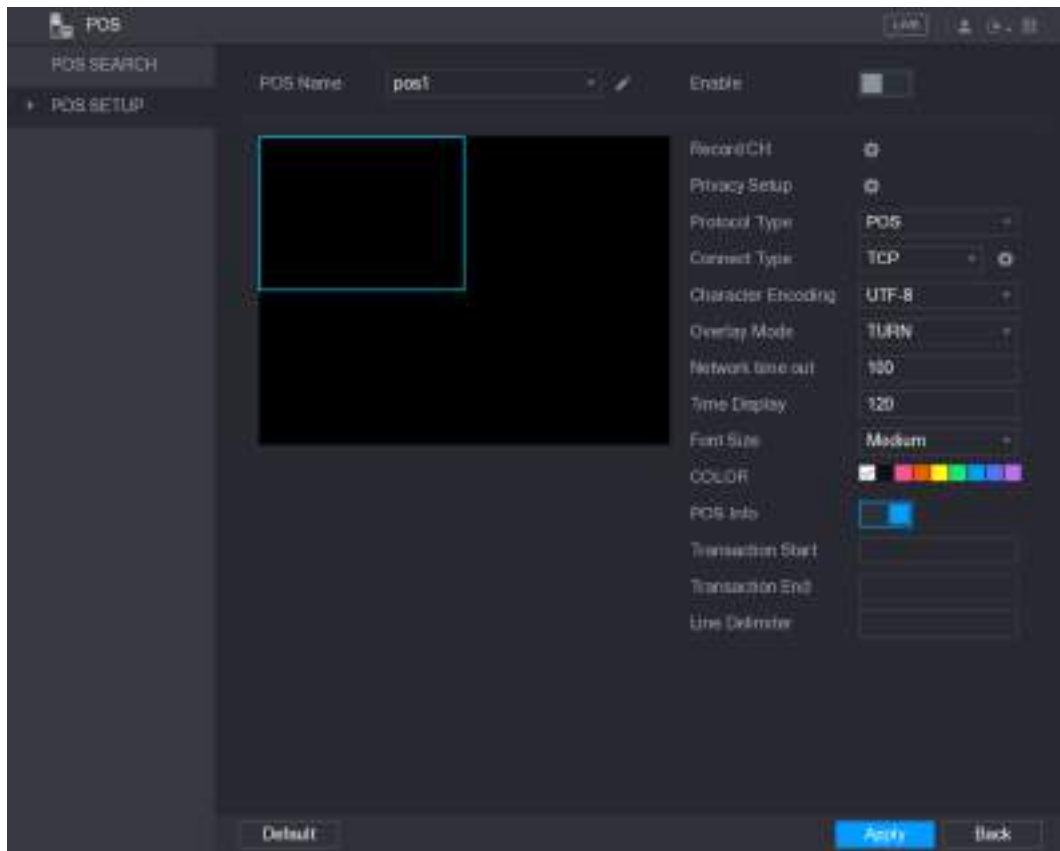 POS
LIVE
POS SEARCH
POS SETUP
POS Name pos1 Enable
Record CH
Privacy Setup
Protocol Type POS
Connect Type TCP
Character Encoding UTF-8
Overlay Mode TURN
Network time out 100
Time Display 120
Font Size Medium
COLOR
POS Info
Transaction Start
Transaction End
Line Delimiter
Default Apply Back